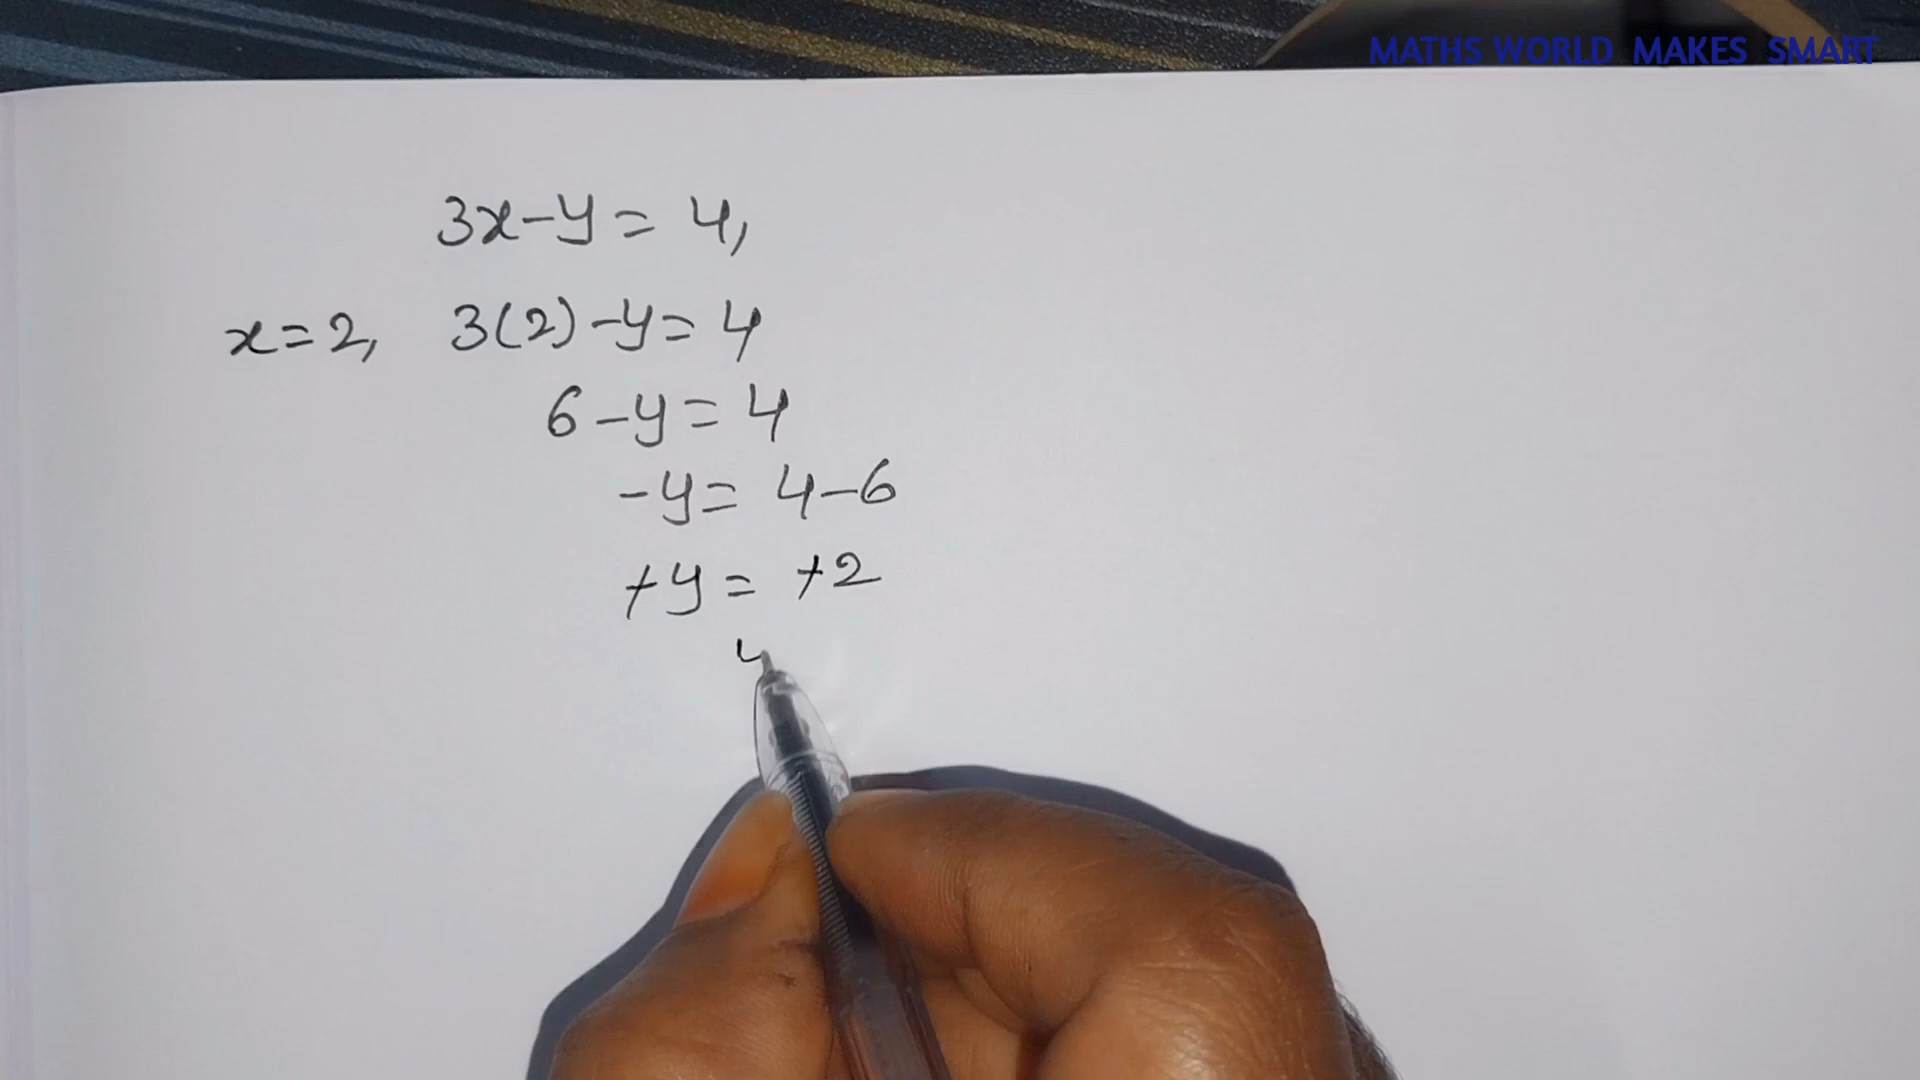 MATHS WORLD MAKES SMART
3x-y= 4,
x=2, 3(2)-y=4
6-y=4
-y= 4-6
+y= +2